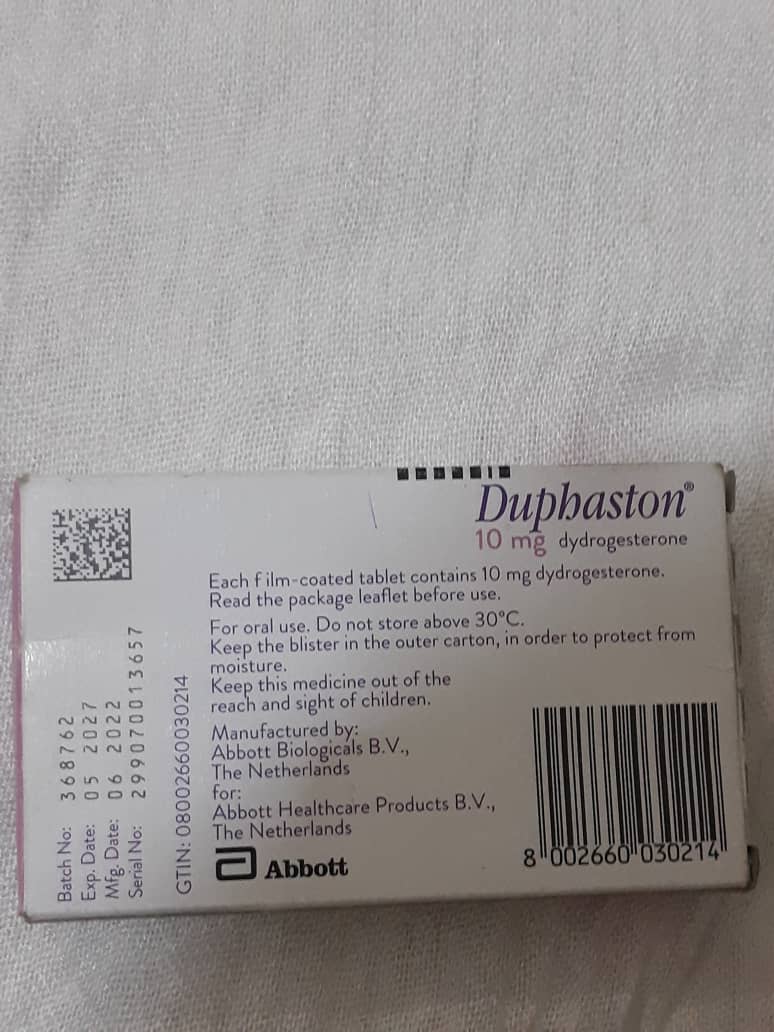 Duphaston®
10 mg dydrogesterone
Each film-coated tablet contains 10 mg dydrogesterone.
Read the package leaflet before use.
For oral use. Do not store above 30°C.
Keep the blister in the outer carton, in order to protect from
moisture.
Keep this medicine out of the
reach and sight of children.
Manufactured by:
Abbott Biologicals B.V.,
The Netherlands
for:
Abbott Healthcare Products B.V.,
The Netherlands
Abbott
8 002660 030214
Batch No: 368762
Exp. Date: 05 2027
Mfg. Date: 06 2022
Serial No: 299070013657
GTIN: 08002660030214